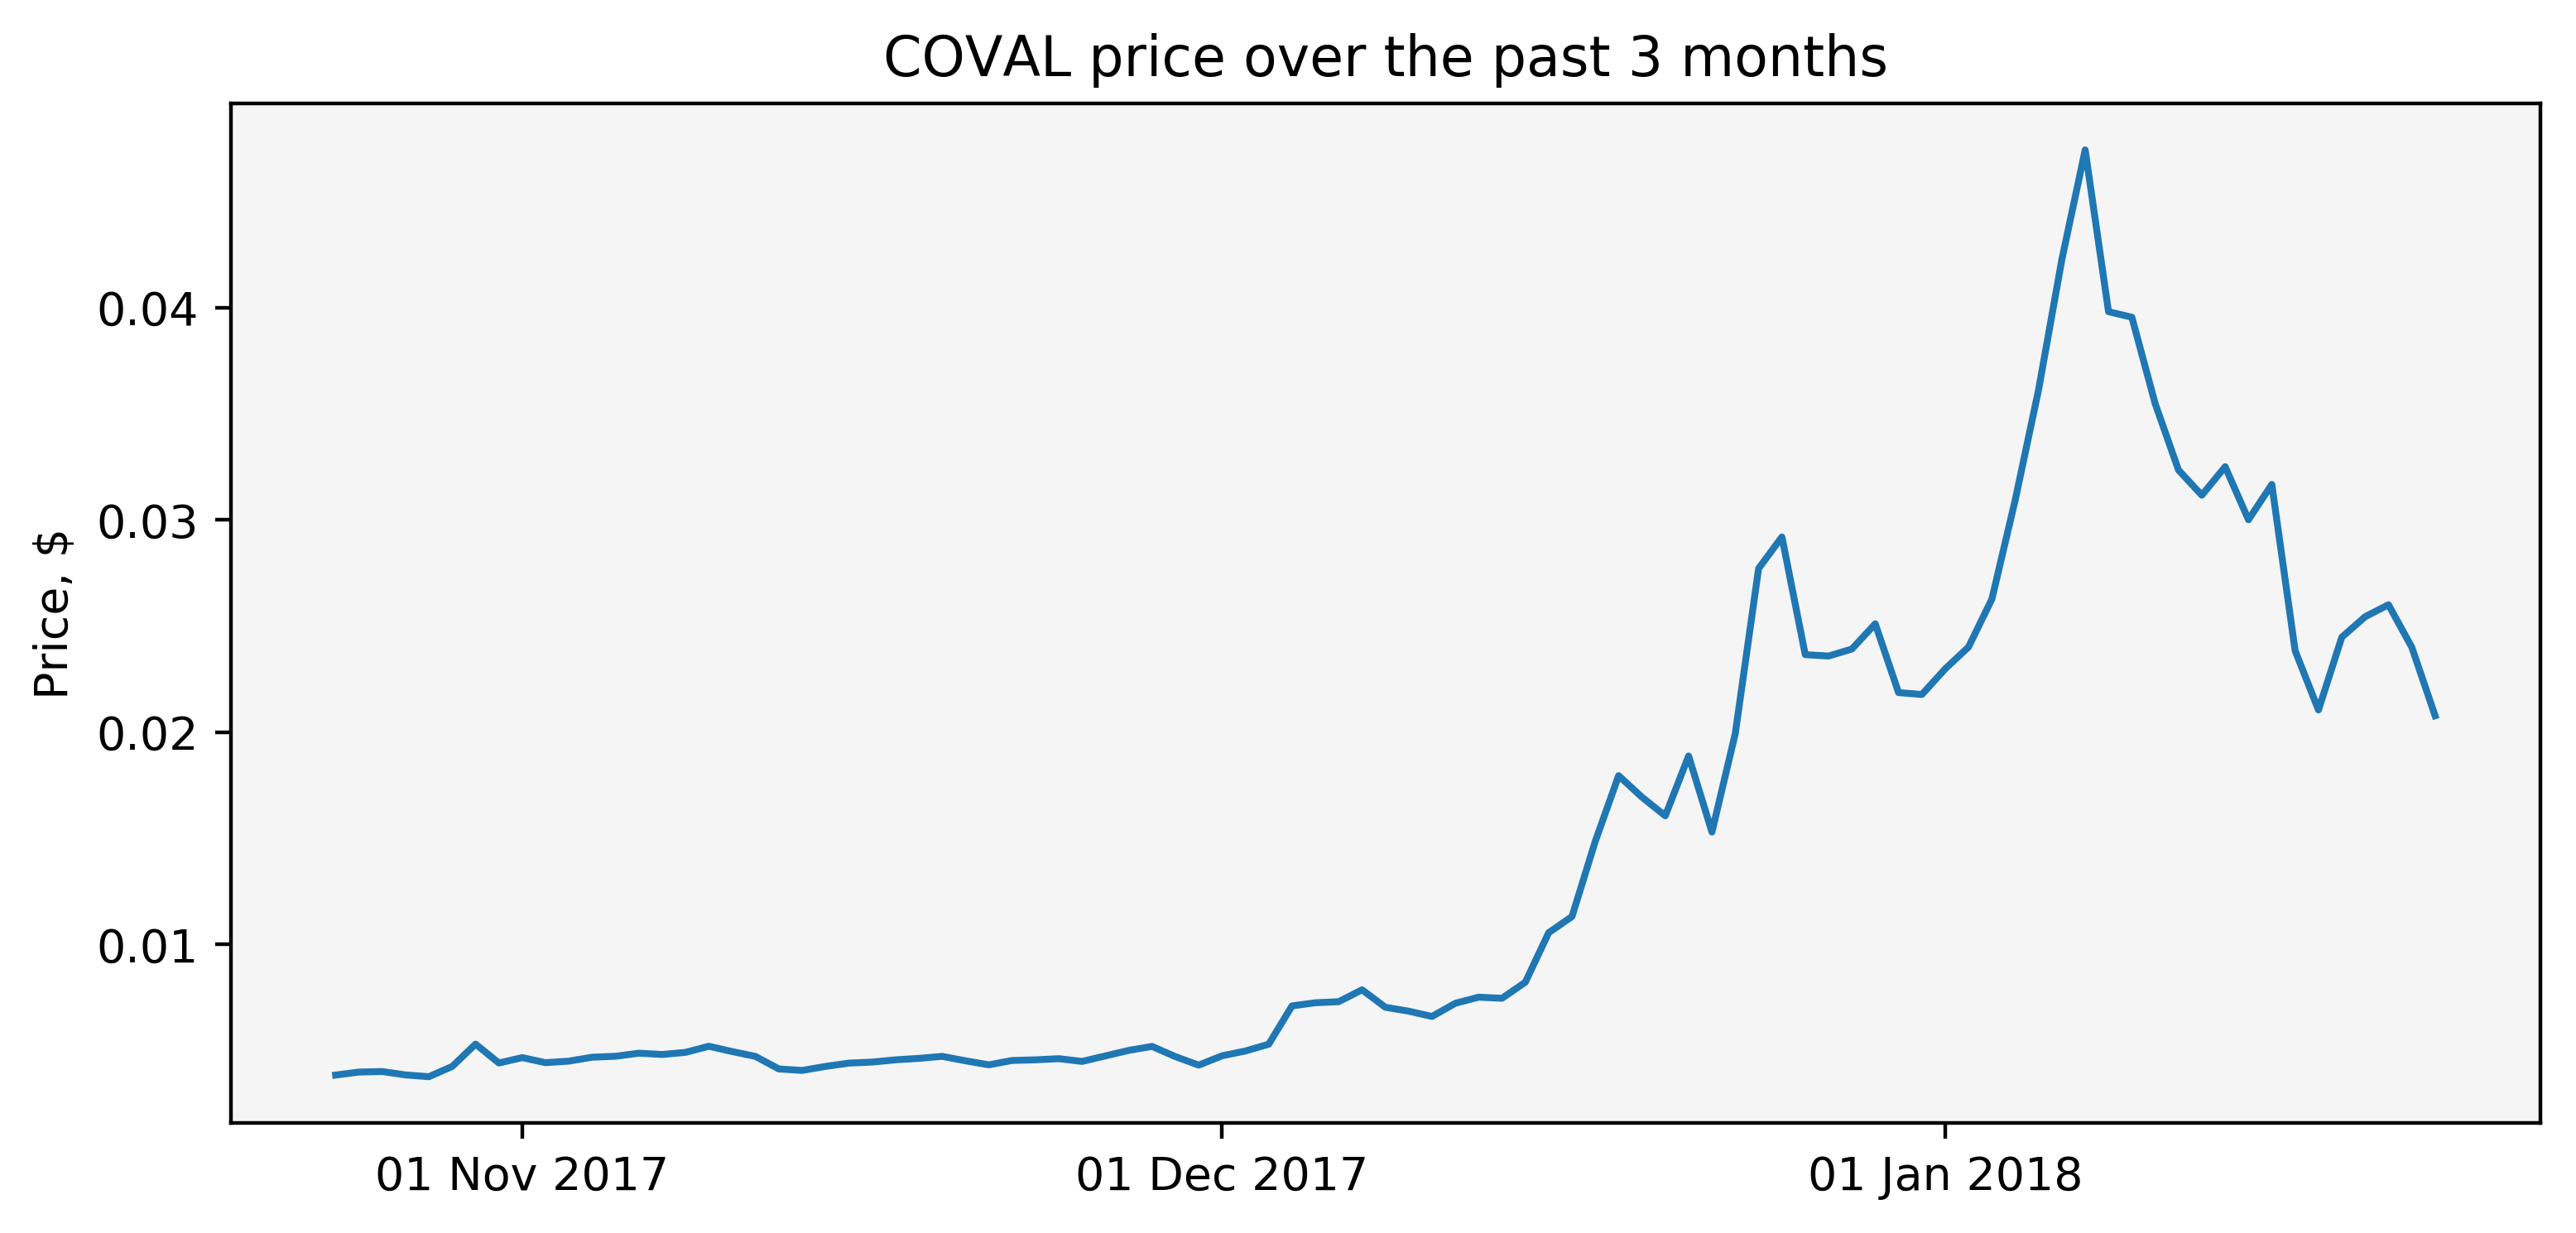 COVAL price over the past 3 months
Price, $
0.04
0.03
0.02
0.01
01 Nov 2017
01 Dec 2017
01 Jan 2018